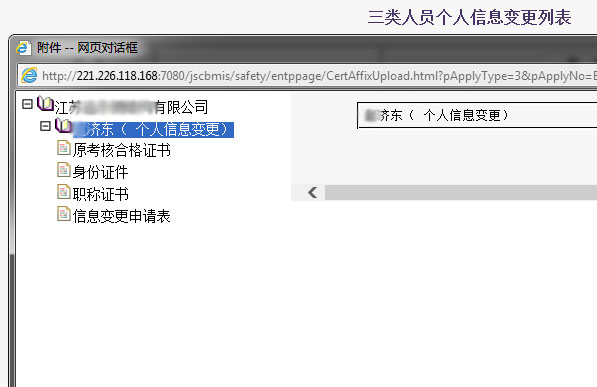 三类人员个人信息变更列表
附件 -- 网页对话框
http://221.226.118.168:7080/jscbmis/safety/entppage/CertAffixUpload.html?pApplyType=3&pApplyNo=E
江苏 有限公司
济东（ 个人信息变更）
济东（ 个人信息变更）
原考核合格证书
身份证件
职称证书
信息变更申请表